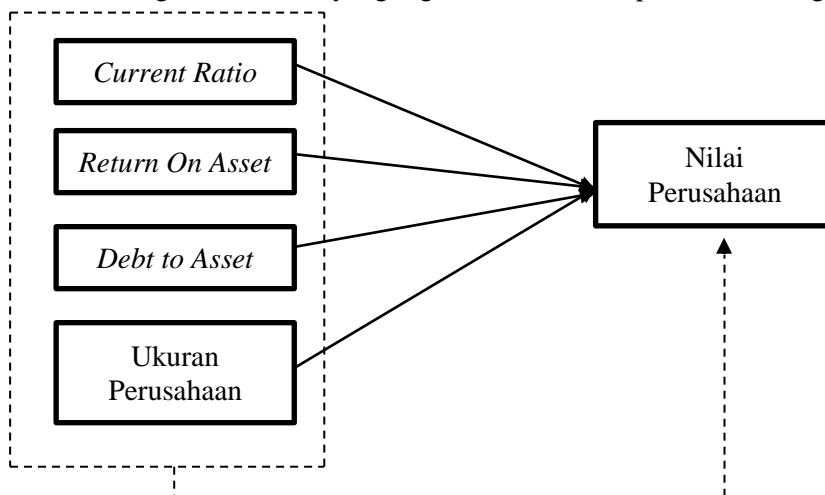 Current Ratio
Return On Asset
Debt to Asset
Ukuran
Perusahaan
Nilai
Perusahaan